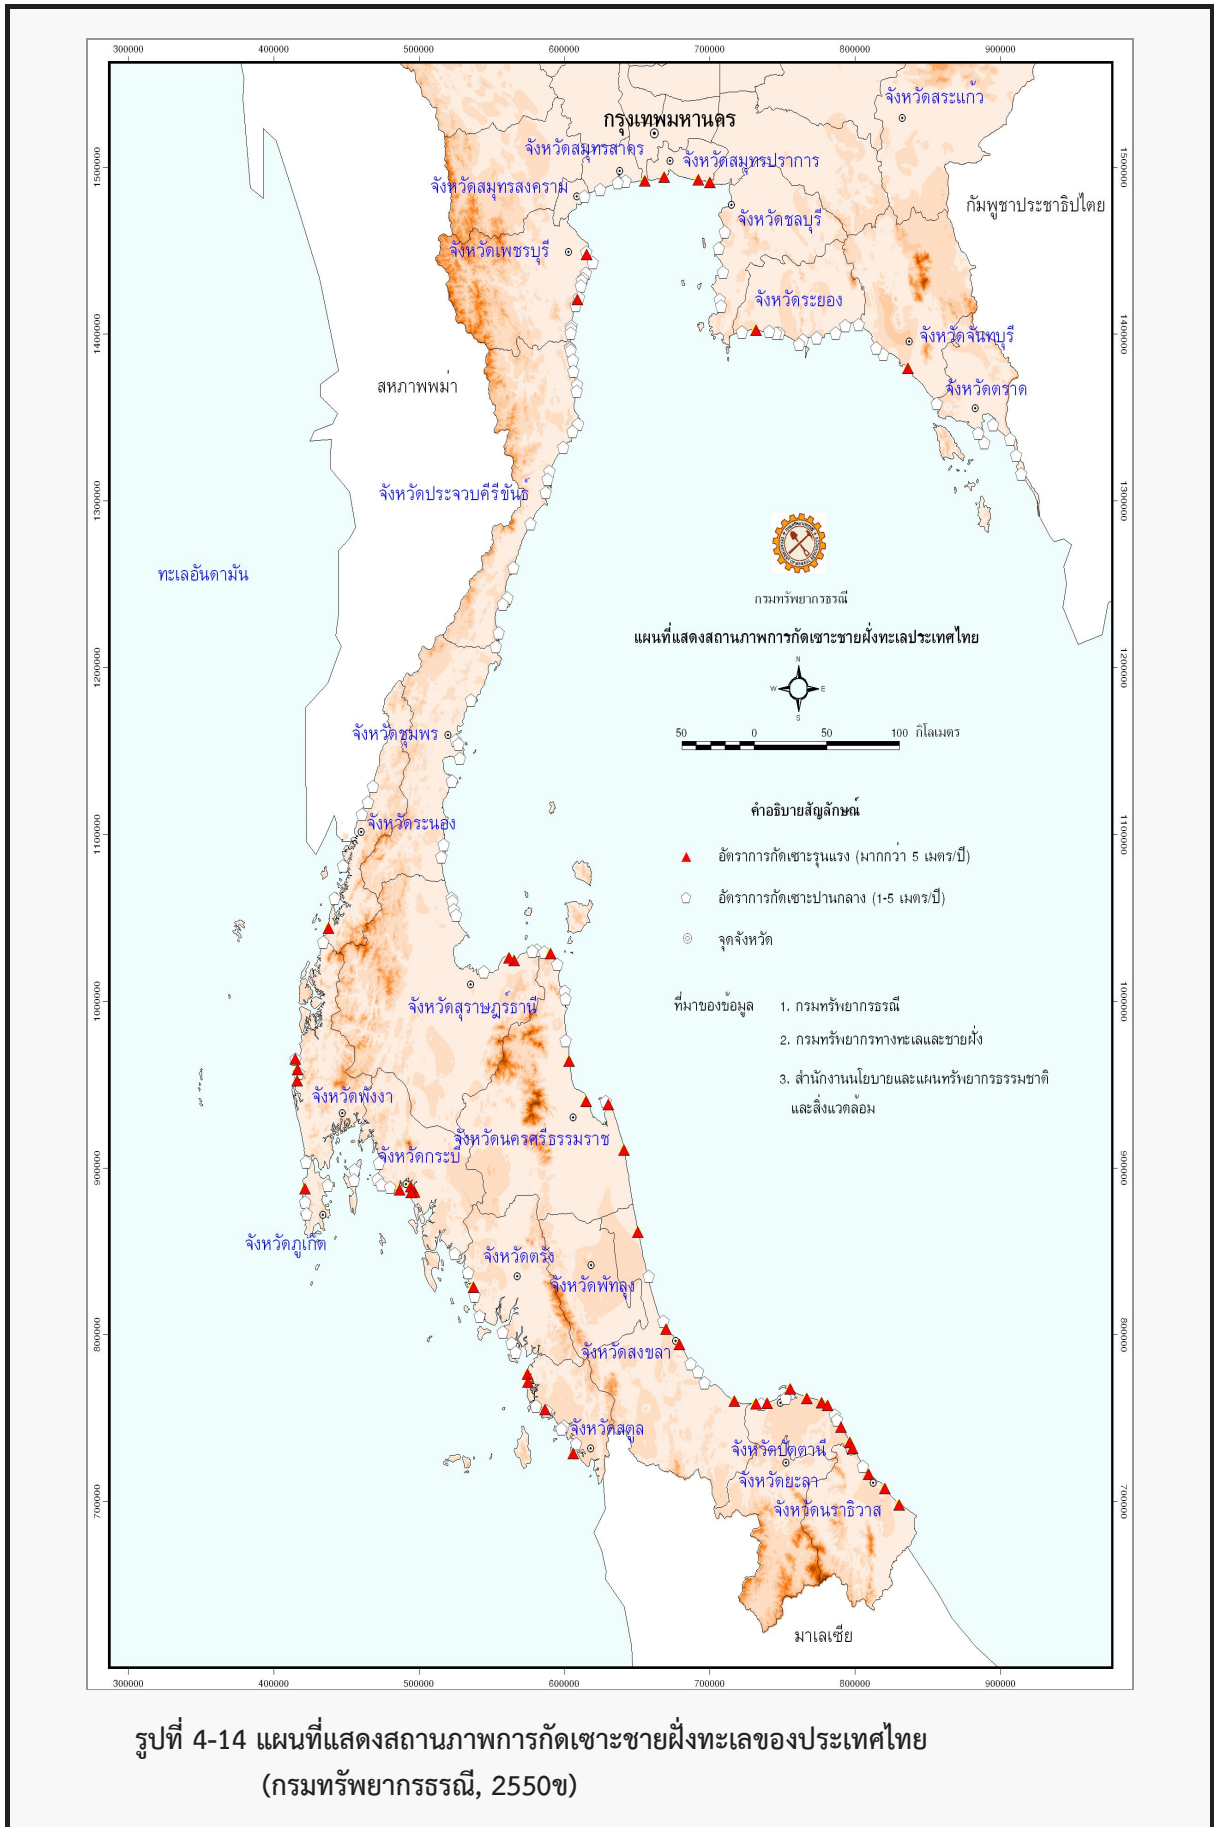 300000 400000 500000 600000 700000 800000 900000
จังหวัดสระแก้ว
กรุงเทพมหานคร
จังหวัดสมุทรสาคร
จังหวัดสมุทรปราการ
1500000
1500000
จังหวัดสมุทรสงคราม
กัมพูชาประชาธิปไตย
จังหวัดชลบุรี
จังหวัดเพชรบุรี
จังหวัดระยอง
1400000
1400000
จังหวัดจันทบุรี
สหภาพพม่า
จังหวัดตราด
จังหวัดประจวบคีรีขันธ์
1300000
1300000
ทะเลอันดามัน
กรมทรัพยากรธรณี
แผนที่แสดงสถานภาพการกัดเซาะชายฝั่งทะเลประเทศไทย
1200000
1200000
N
W E
S
จังหวัดชุมพร
50 0 50 100 กิโลเมตร
คำอธิบายสัญลักษณ์
จังหวัดระนอง
1100000
1100000
อัตราการกัดเซาะรุนแรง (มากกว่า 5 เมตร/ปี)
อัตราการกัดเซาะปานกลาง (1-5 เมตร/ปี)
จุดจังหวัด
จังหวัดสุราษฎร์ธานี
1000000
1000000
ที่มาของข้อมูล 1. กรมทรัพยากรธรณี
2. กรมทรัพยากรทางทะเลและชายฝั่ง
3. สำนักงานนโยบายและแผนทรัพยากรธรรมชาติ
และสิ่งแวดล้อม
จังหวัดพังงา
จังหวัดนครศรีธรรมราช
จังหวัดกระบี่
900000
900000
จังหวัดภูเก็ต
จังหวัดตรัง
จังหวัดพัทลุง
800000
800000
จังหวัดสงขลา
จังหวัดสตูล
จังหวัดปัตตานี
จังหวัดยะลา
700000
700000
จังหวัดนราธิวาส
มาเลเซีย
300000 400000 500000 600000 700000 800000 900000
รูปที่ 4-14 แผนที่แสดงสถานภาพการกัดเซาะชายฝั่งทะเลของประเทศไทย
(กรมทรัพยากรธรณี, 2550ข)